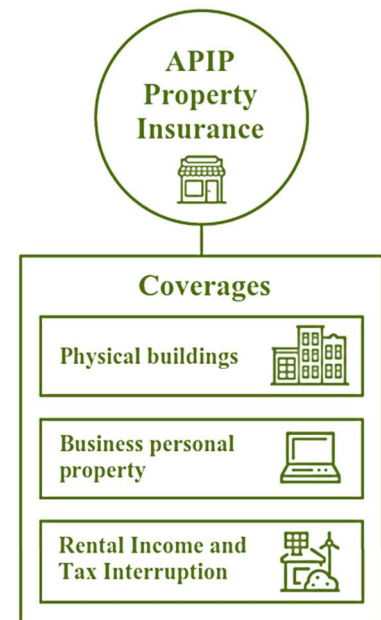 APIP
Property
Insurance
Coverages
Physical buildings
Business personal
property
Rental Income and
Tax Interruption